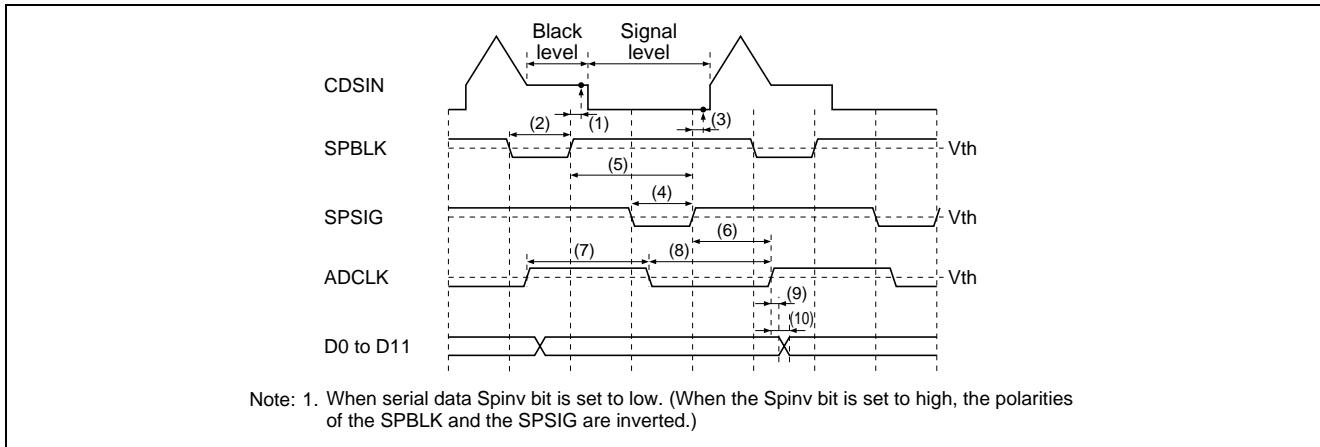 Black level
Signal level
CDSIN
(1)
(2)
(3)
SPBLK
Vth
(5)
(4)
SPSIG
Vth
(6)
(7)
(8)
ADCLK
Vth
(9)
(10)
D0 to D11
Note: 1. When serial data Spinv bit is set to low. (When the Spinv bit is set to high, the polarities
of the SPBLK and the SPSIG are inverted.)